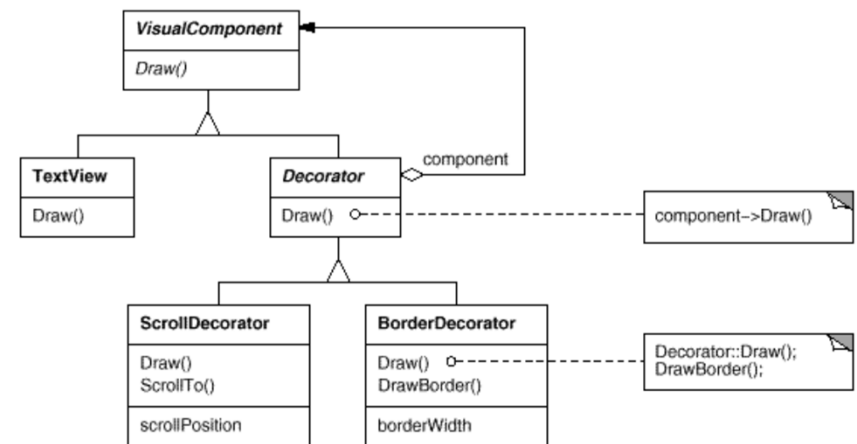 VisualComponent
Draw()
component
TextView
Draw()
Decorator
Draw()
component->Draw()
ScrollDecorator
Draw()
ScrollTo()
scrollPosition
BorderDecorator
Draw()
DrawBorder()
borderWidth
Decorator::Draw();
DrawBorder();